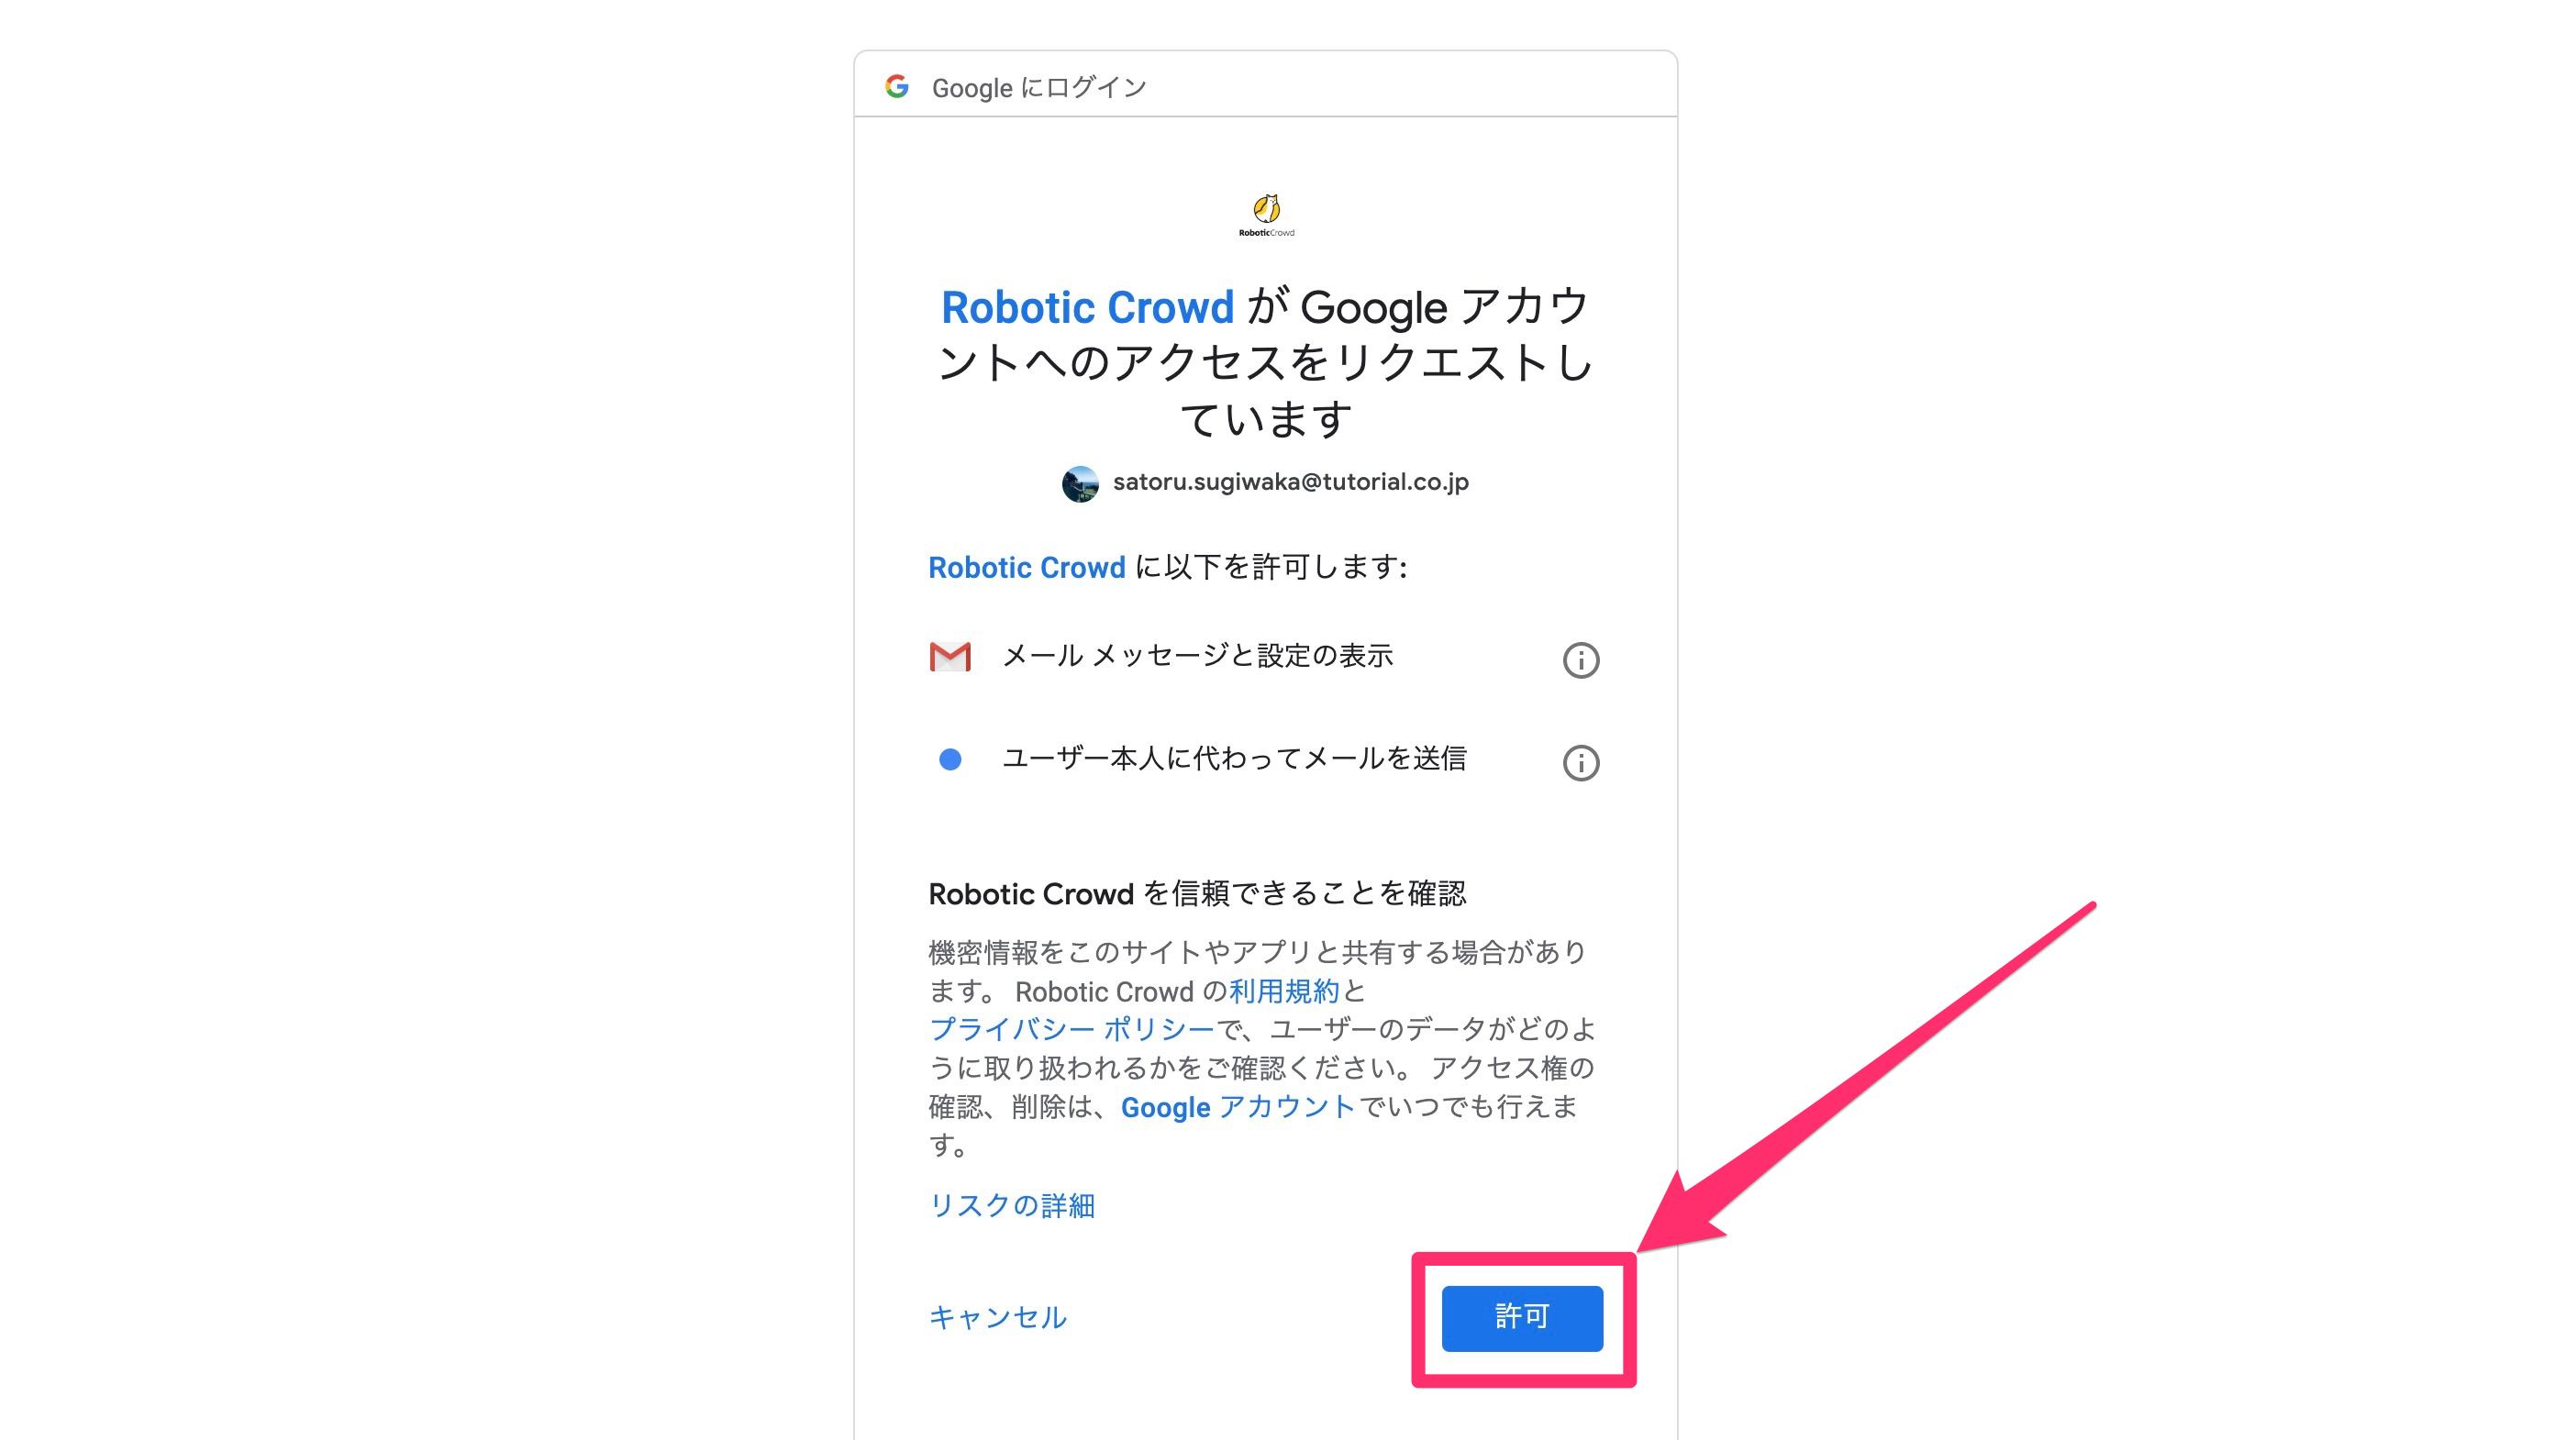 Google にログイン
RoboticCrowd
Robotic Crowd が Google アカウ
ントへのアクセスをリクエストし
ています
satoru.sugiwaka@tutorial.co.jp
Robotic Crowd に以下を許可します:
メール メッセージと設定の表示
ユーザー本人に代わってメールを送信
Robotic Crowd を信頼できることを確認
機密情報をこのサイトやアプリと共有する場合があり
ます。 Robotic Crowd の利用規約と
プライバシー ポリシーで、ユーザーのデータがどのよ
うに取り扱われるかをご確認ください。 アクセス権の
確認、削除は、Google アカウントでいつでも行えま
す。
リスクの詳細
キャンセル
許可